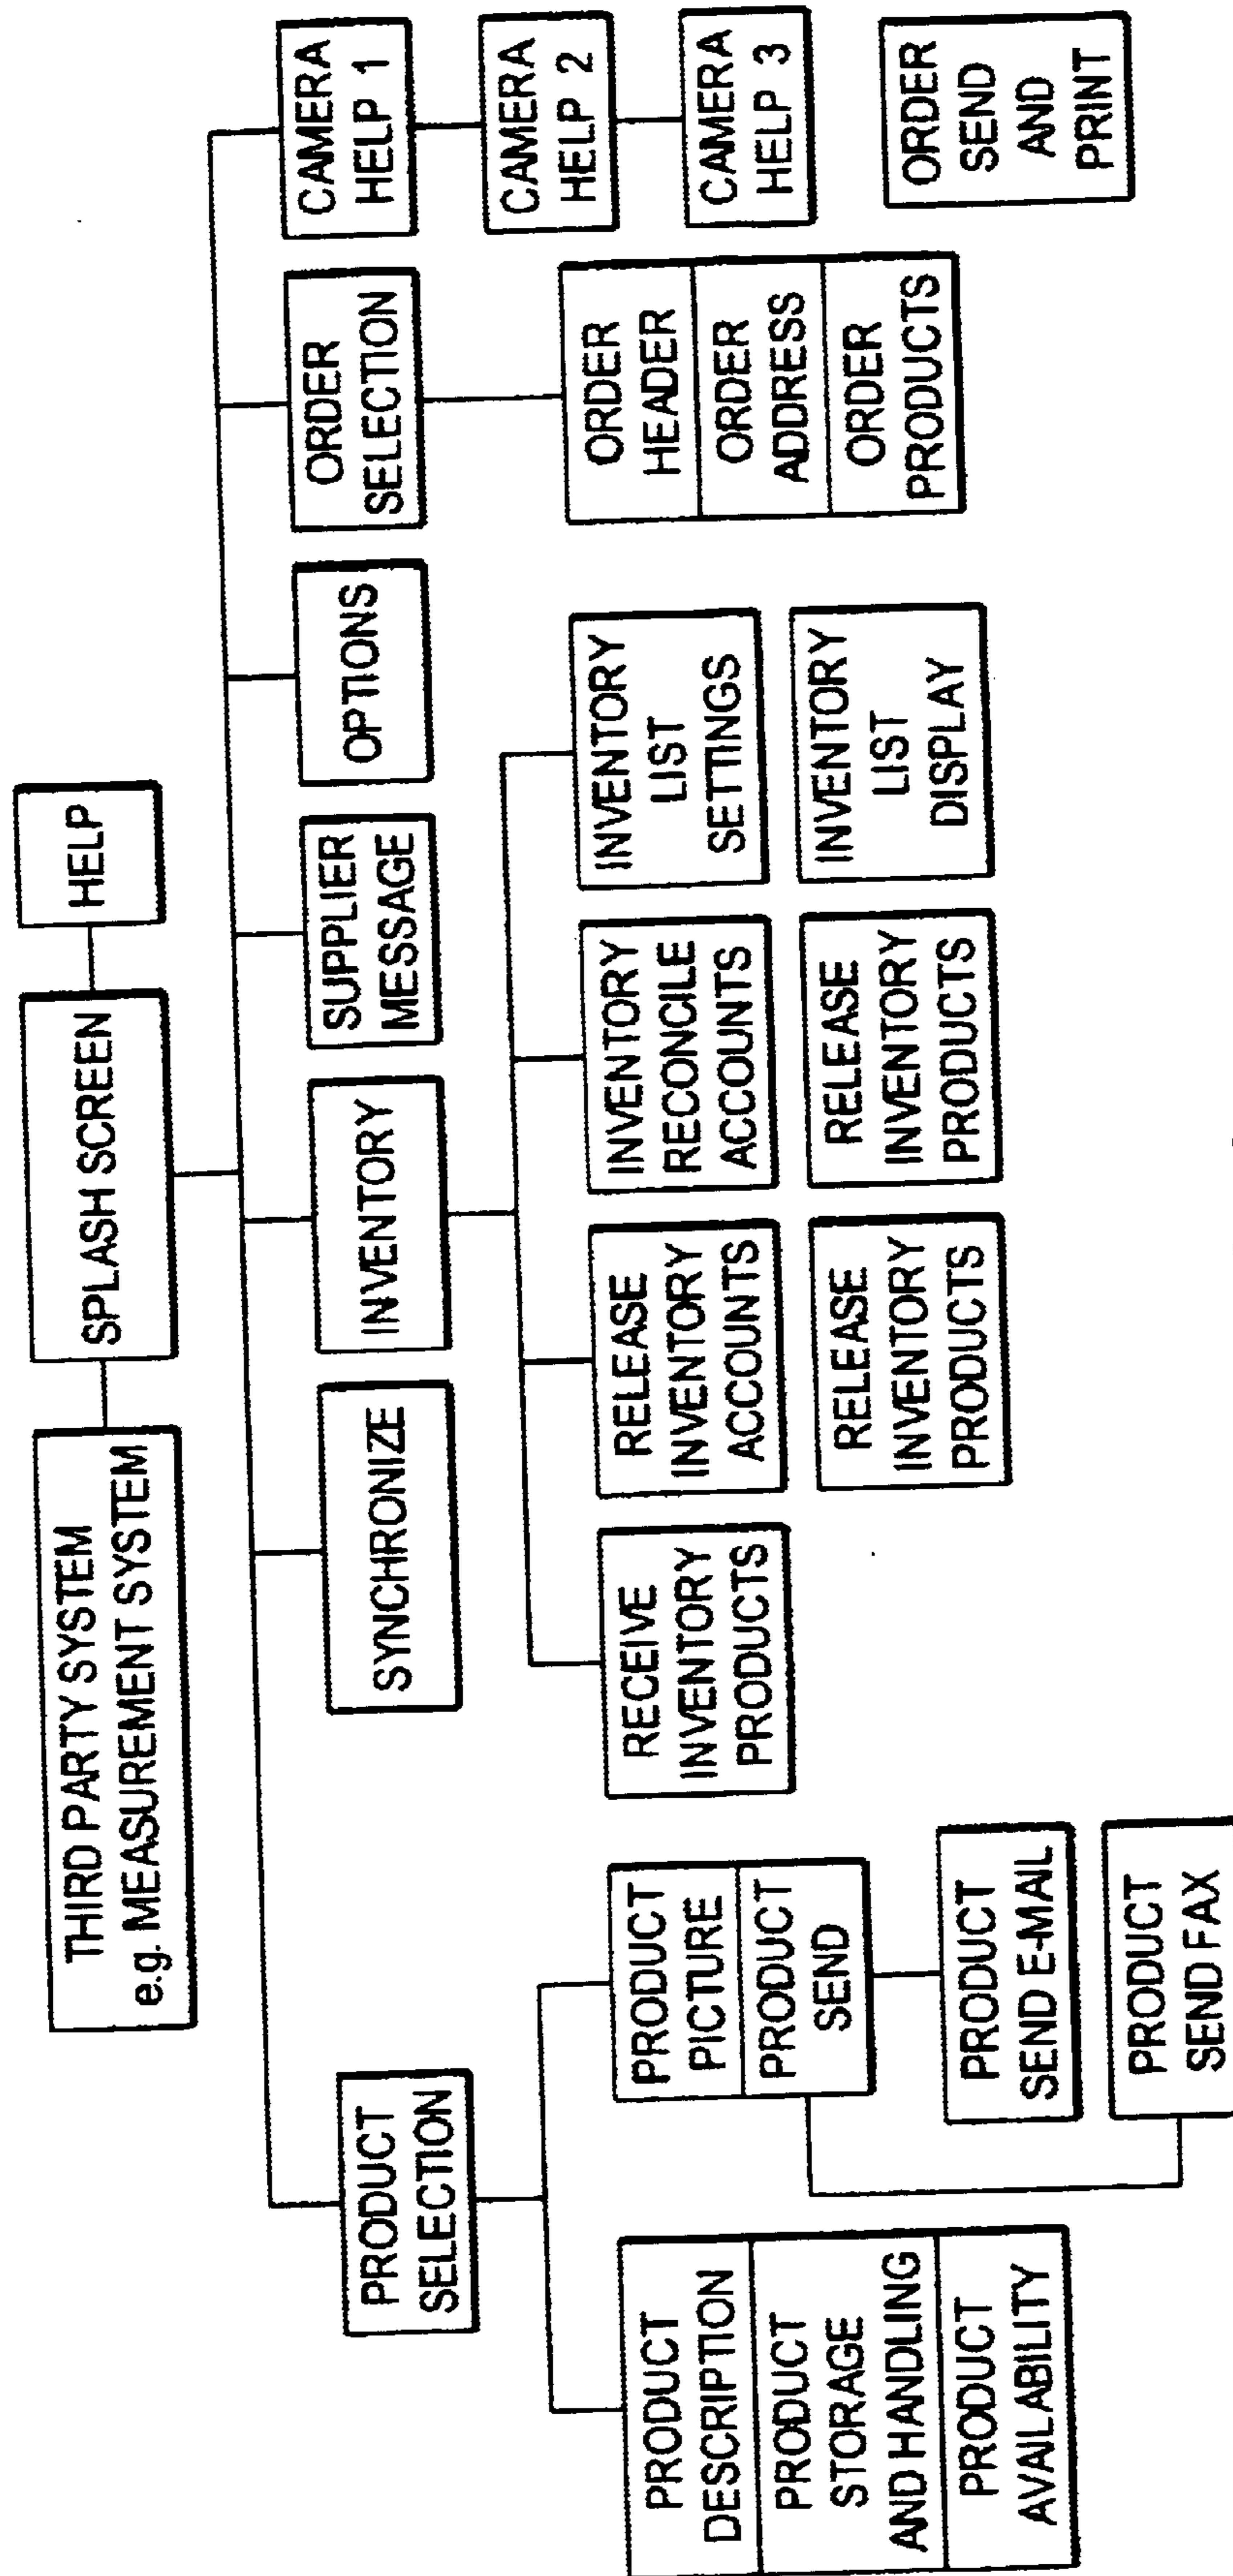 THIRD PARTY SYSTEM
e.g. MEASUREMENT SYSTEM
SPLASH SCREEN
HELP
PRODUCT
SELECTION
SYNCHRONIZE
INVENTORY
SUPPLIER
MESSAGE
OPTIONS
ORDER
SELECTION
CAMERA
HELP 1
CAMERA
HELP 2
CAMERA
HELP 3
ORDER
SEND
AND
PRINT
PRODUCT
DESCRIPTION
PRODUCT
STORAGE
AND HANDLING
PRODUCT
AVAILABILITY
PRODUCT
PICTURE
PRODUCT
SEND
PRODUCT
SEND E-MAIL
PRODUCT
SEND FAX
RECEIVE
INVENTORY
PRODUCTS
RELEASE
INVENTORY
ACCOUNTS
RELEASE
INVENTORY
PRODUCTS
INVENTORY
RECONCILE
ACCOUNTS
RELEASE
INVENTORY
PRODUCTS
INVENTORY
LIST
SETTINGS
INVENTORY
LIST
DISPLAY
ORDER
HEADER
ORDER
ADDRESS
ORDER
PRODUCTS